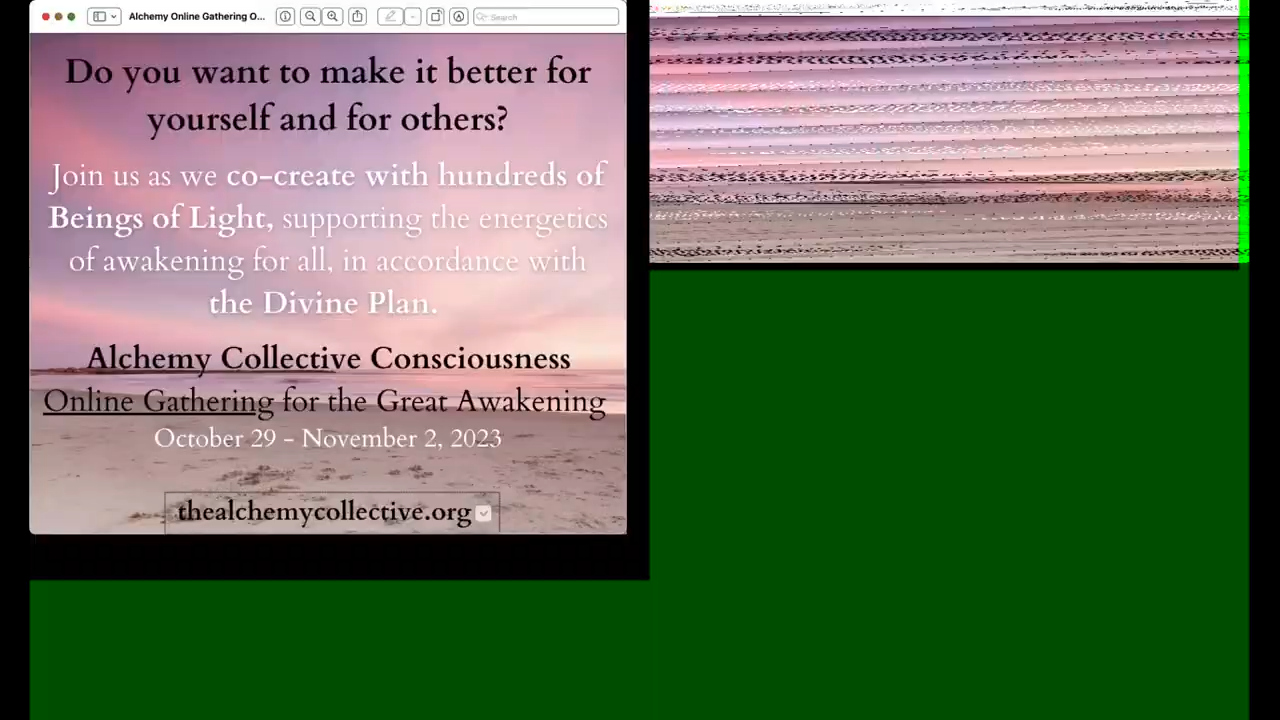 Alchemy Online Gathering O...
Search
Do you want to make it better for
yourself and for others?
Join us as we co-create with hundreds of
Beings of Light, supporting the energetics
of awakening for all, in accordance with
the Divine Plan.
Alchemy Collective Consciousness
Online Gathering for the Great Awakening
October 29 - November 2, 2023
thealchemycollective.org